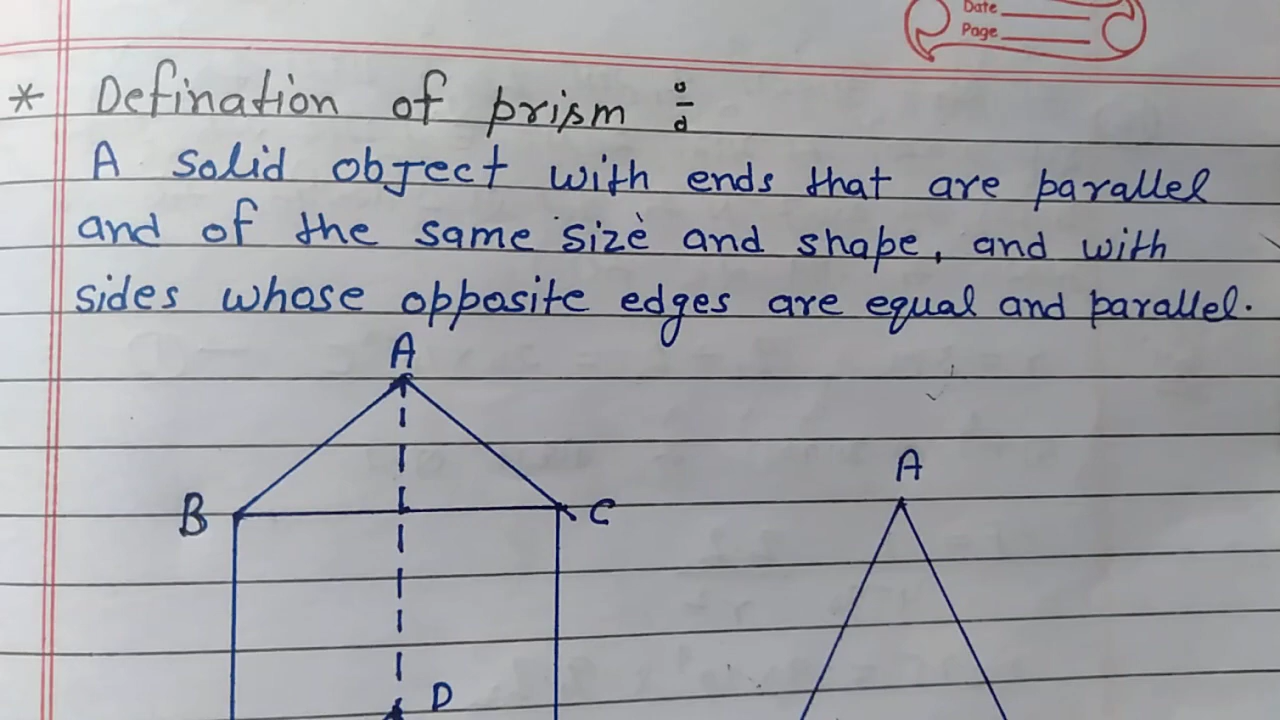 Date
Page
* Defination of prism :-
A solid object with ends that are parallel
and of the same size and shape, and with
sides whose opposite edges are equal and parallel.
A
A
B
C
D